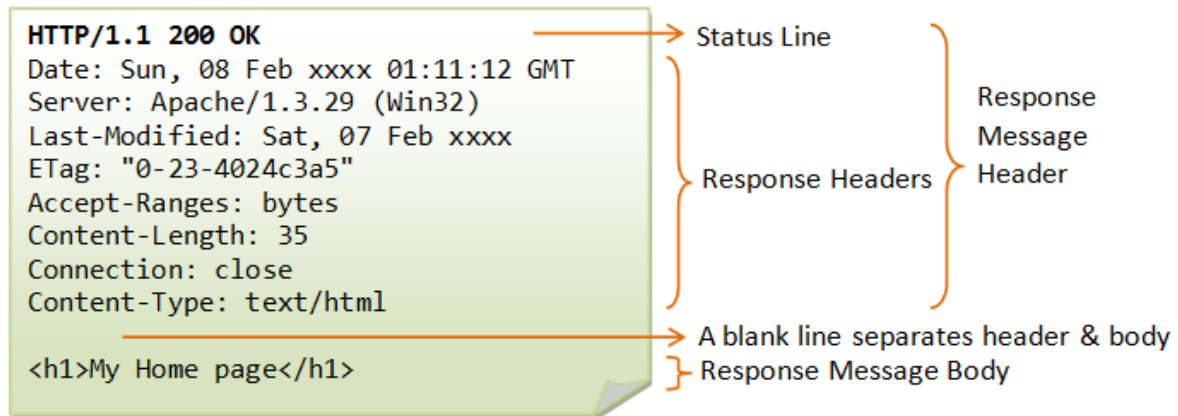 HTTP/1.1 200 OK
Date: Sun, 08 Feb xxxx 01:11:12 GMT
Server: Apache/1.3.29 (Win32)
Last-Modified: Sat, 07 Feb xxxx
ETag: "0-23-4024c3a5"
Accept-Ranges: bytes
Content-Length: 35
Connection: close
Content-Type: text/html
<h1>My Home page</h1>
Status Line
Response Headers
Response
Message
Header
A blank line separates header & body
Response Message Body